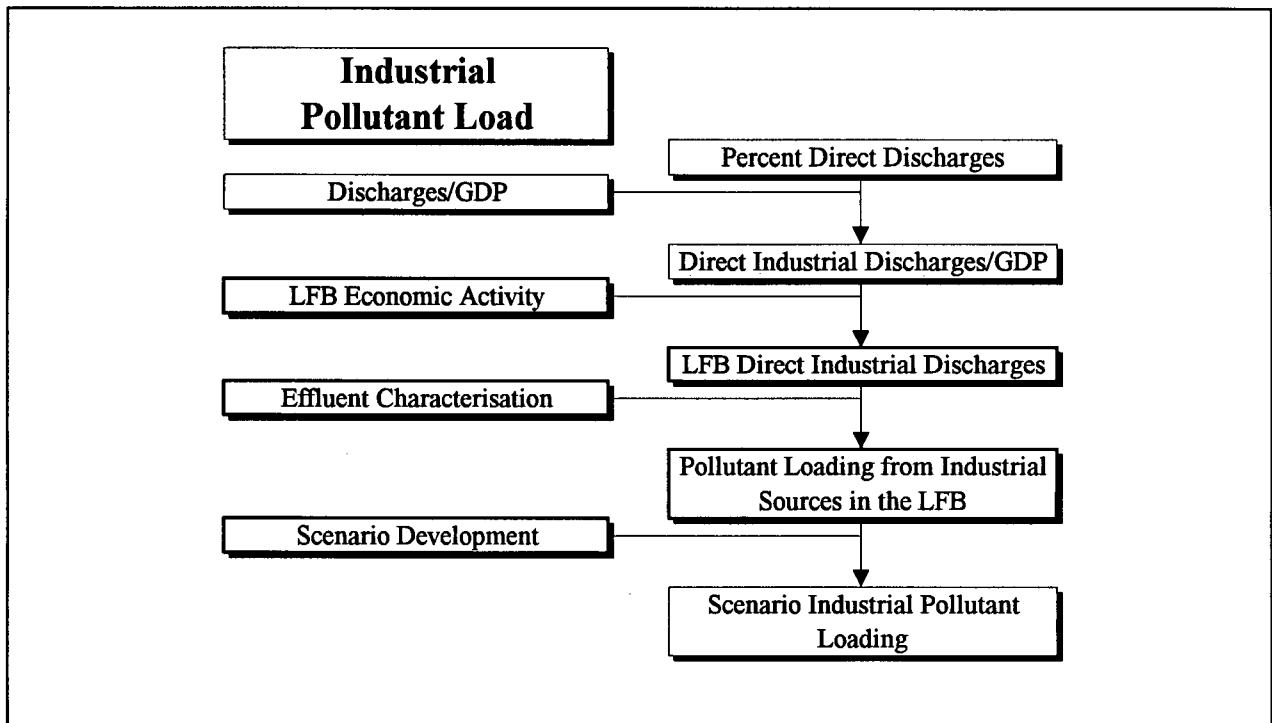 Industrial
Pollutant Load
Percent Direct Discharges
Discharges/GDP
Direct Industrial Discharges/GDP
LFB Economic Activity
LFB Direct Industrial Discharges
Effluent Characterisation
Pollutant Loading from Industrial
Sources in the LFB
Scenario Development
Scenario Industrial Pollutant
Loading